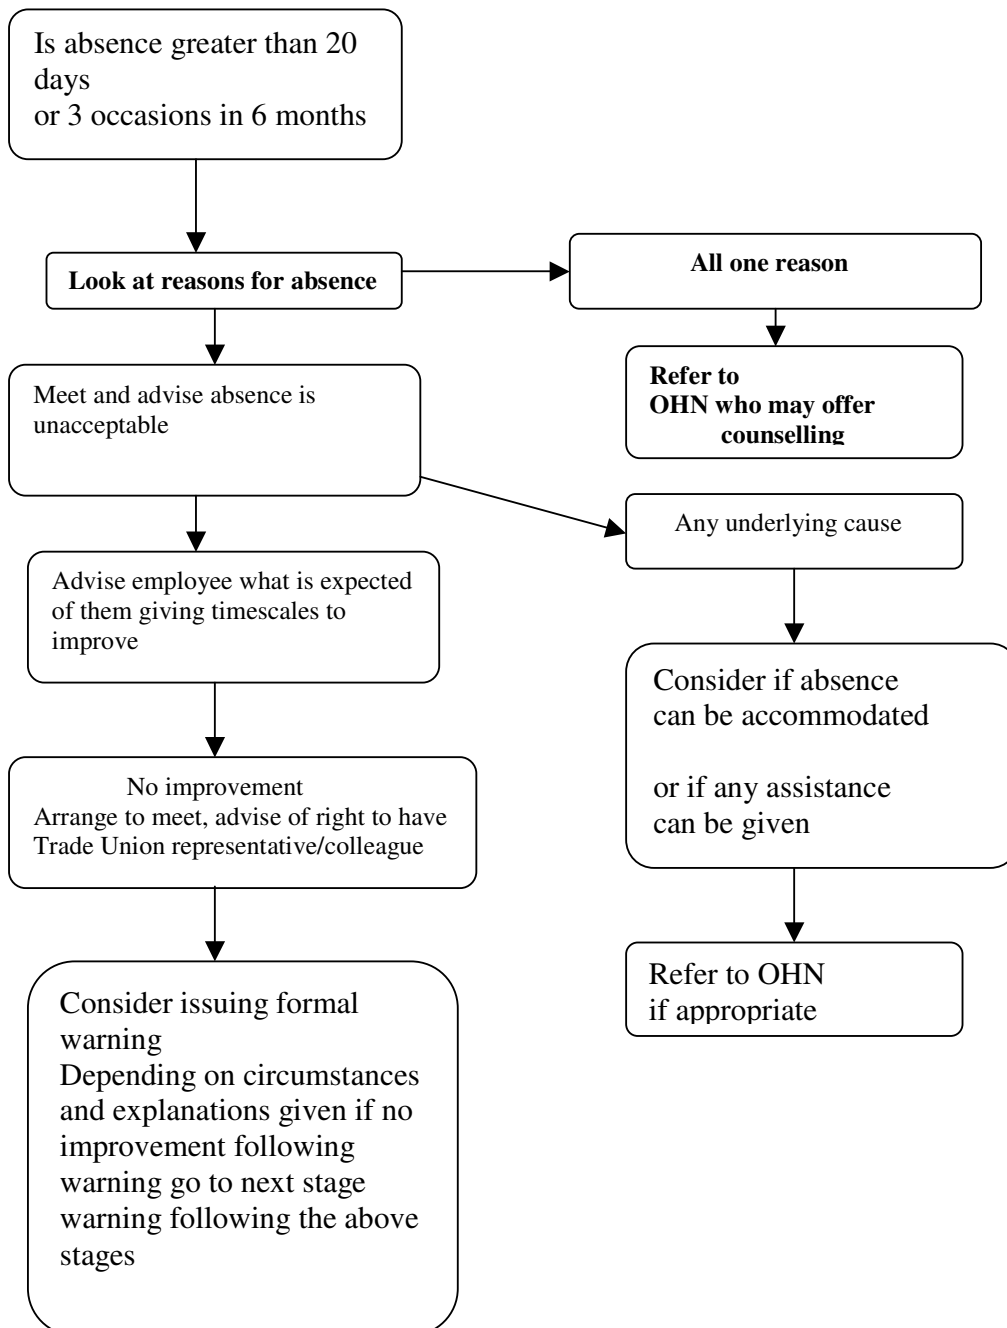 Is absence greater than 20
days
or 3 occasions in 6 months
Look at reasons for absence
All one reason
Meet and advise absence is
unacceptable
Refer to
OHN who may offer
counselling
Any underlying cause
Advise employee what is expected
of them giving timescales to
improve
Consider if absence
can be accommodated
or if any assistance
can be given
No improvement
Arrange to meet, advise of right to have
Trade Union representative/colleague
Refer to OHN
if appropriate
Consider issuing formal
warning
Depending on circumstances
and explanations given if no
improvement following
warning go to next stage
warning following the above
stages